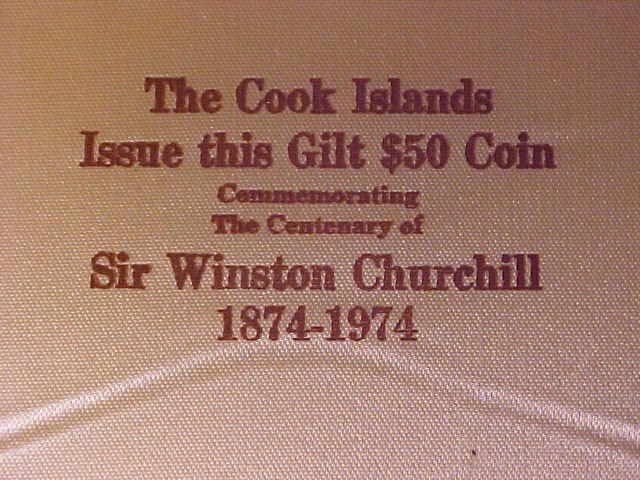 The Cook Islands
Issue this Gilt $50 Coin
Commemorating
The Centenary of
Sir Winston Churchill
1874-1974